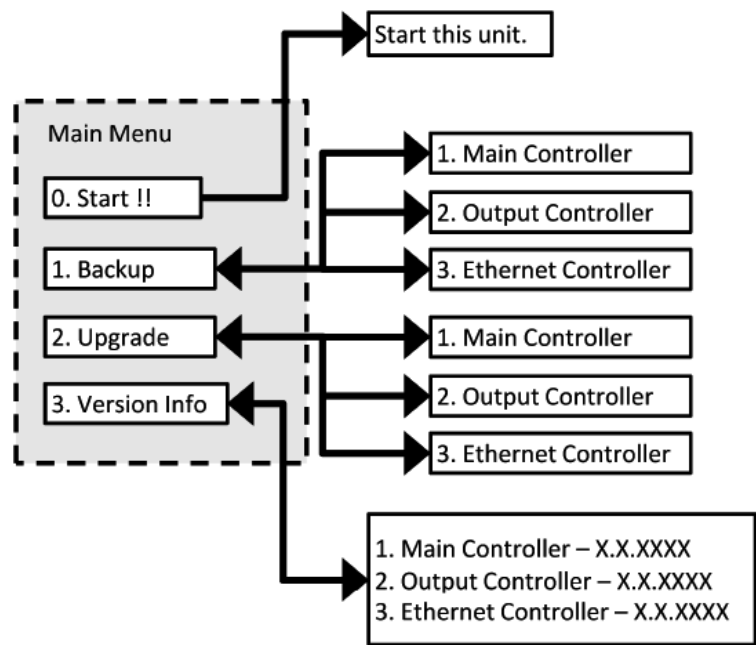 Start this unit.
Main Menu
0. Start !!
1. Backup
2. Upgrade
3. Version Info
1. Main Controller
2. Output Controller
3. Ethernet Controller
1. Main Controller
2. Output Controller
3. Ethernet Controller
1. Main Controller – X.X.XXXX
2. Output Controller – X.X.XXXX
3. Ethernet Controller – X.X.XXXX